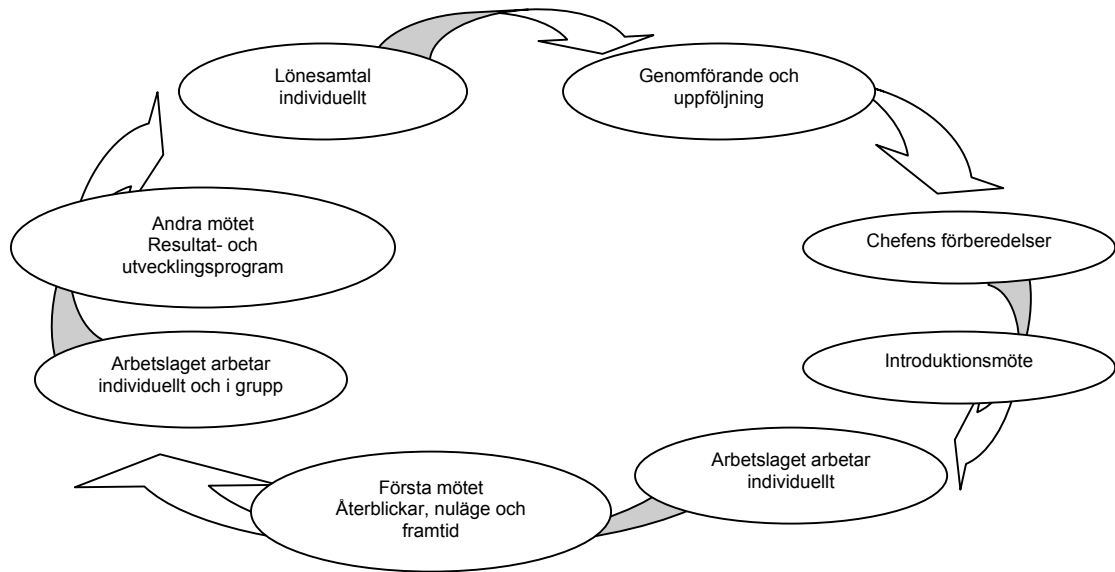 Lönesamtal
individuellt
Genomförande och
uppföljning
Andra mötet
Resultat- och
utvecklingsprogram
Chefens förberedelser
Arbetslaget arbetar
individuellt och i grupp
Introduktionsmöte
Första mötet
Återblickar, nuläge och
framtid
Arbetslaget arbetar
individuellt